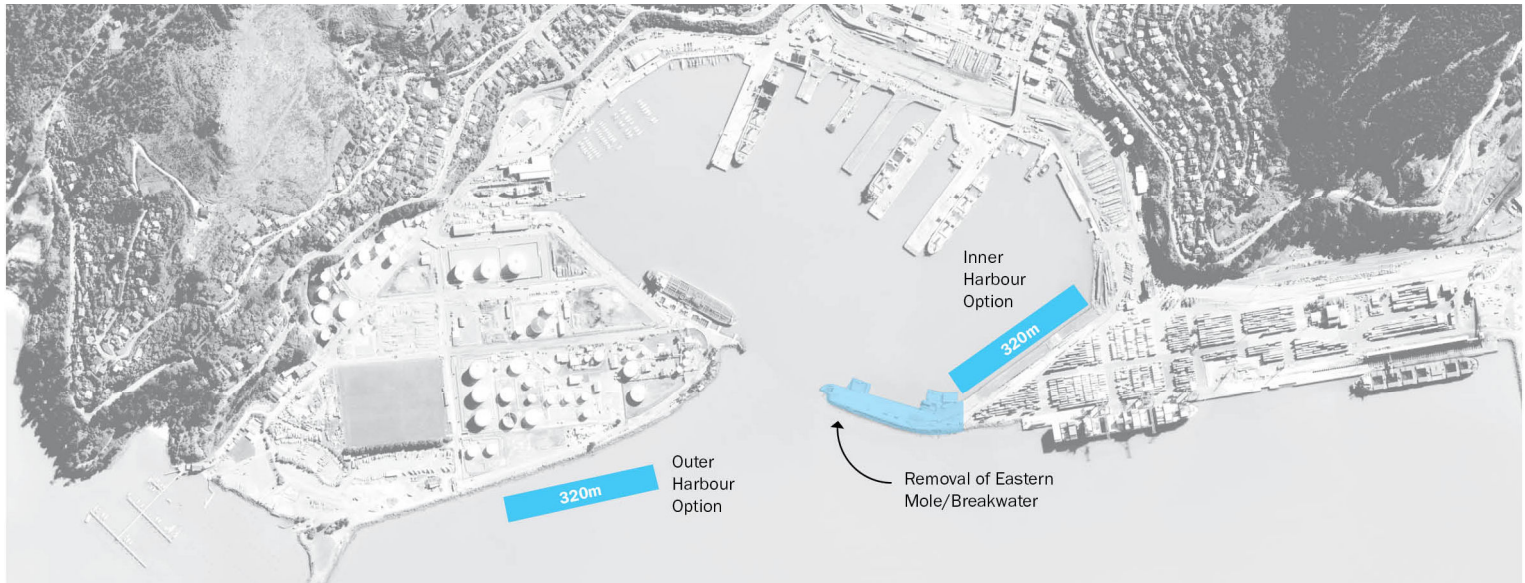 Inner
Harbour
Option
320m
320m
Outer
Harbour
Option
Removal of Eastern
Mole/Breakwater